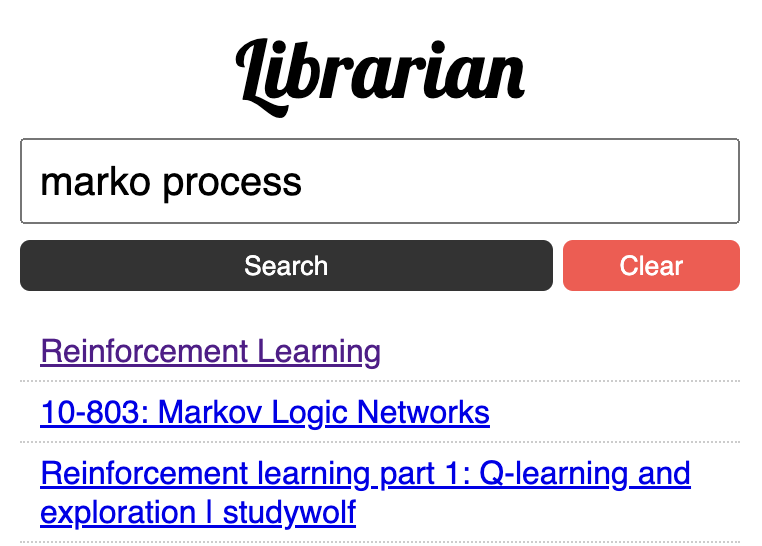 Librarian
marko process
Search
Clear
Reinforcement Learning
10-803: Markov Logic Networks
Reinforcement learning part 1: Q-learning and
exploration | studywolf